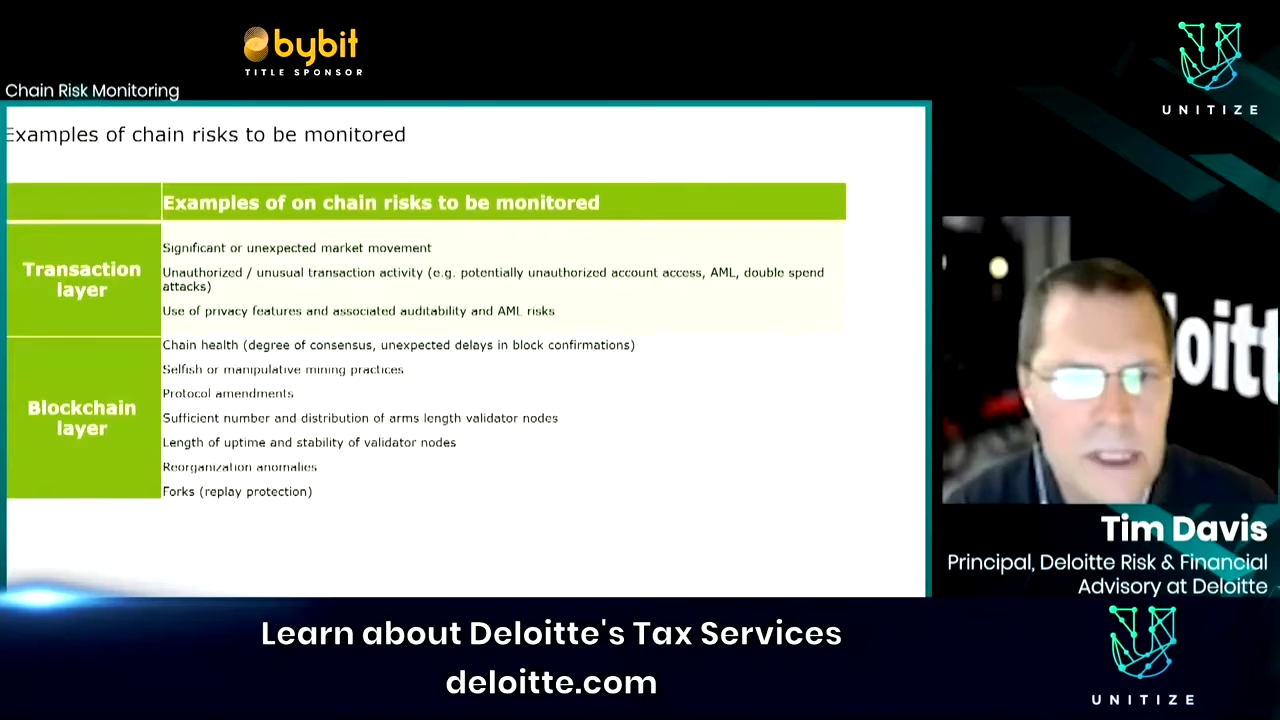 bybit
TITLE SPONSOR
UNITIZE
Chain Risk Monitoring
Examples of chain risks to be monitored
Examples of on chain risks to be monitored
Transaction
layer
Significant or unexpected market movement
Unauthorized / unusual transaction activity (e.g. potentially unauthorized account access, AML, double spend
attacks)
Use of privacy features and associated auditability and AML risks
Blockchain
layer
Chain health (degree of consensus, unexpected delays in block confirmations)
Selfish or manipulative mining practices
Protocol amendments
Sufficient number and distribution of arms length validator nodes
Length of uptime and stability of validator nodes
Reorganization anomalies
Forks (replay protection)
loitt
Tim Davis
Principal, Deloitte Risk & Financial
Advisory at Deloitte
Learn about Deloitte's Tax Services
deloitte.com
UNITIZE